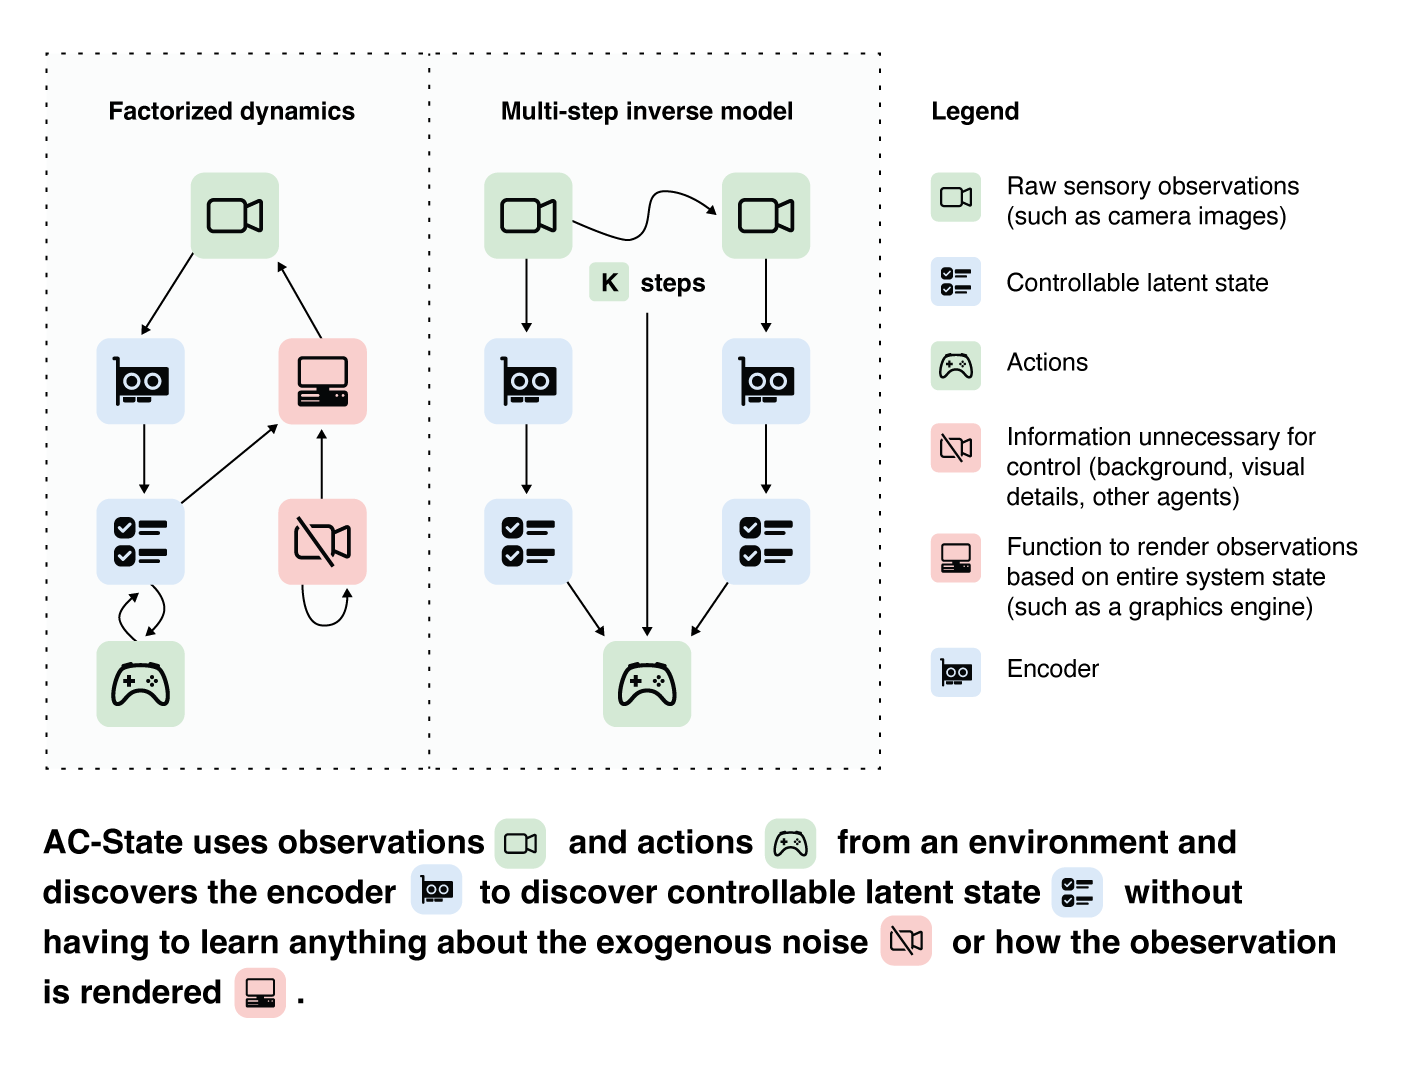 Factorized dynamics
Multi-step inverse model
K steps
Legend
Raw sensory observations
(such as camera images)
Controllable latent state
Actions
Information unnecessary for
control (background, visual
details, other agents)
Function to render observations
based on entire system state
(such as a graphics engine)
Encoder
AC-State uses observations and actions from an environment and
discovers the encoder to discover controllable latent state without
having to learn anything about the exogenous noise or how the obeservation
is rendered .